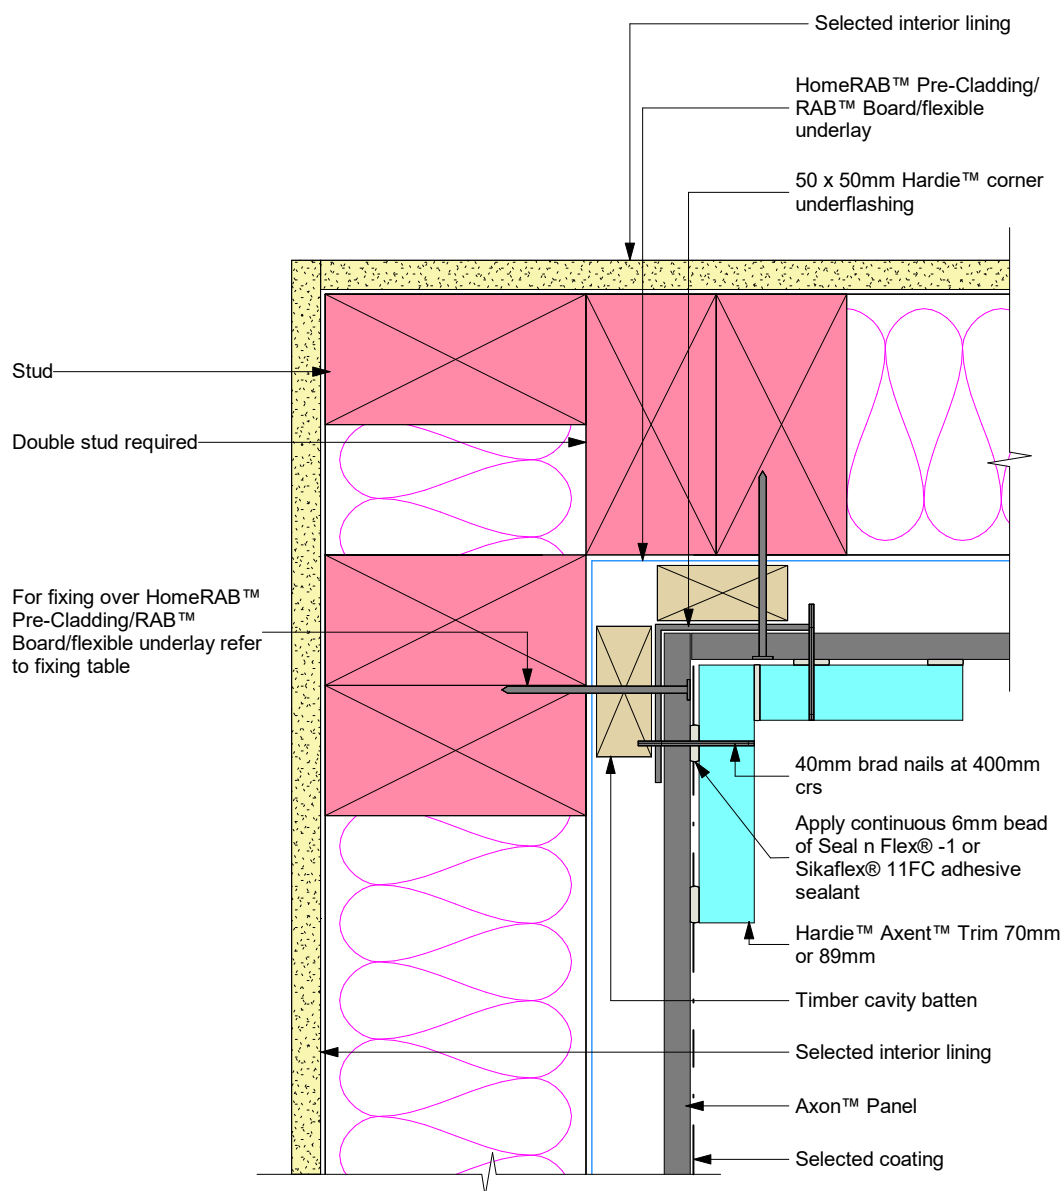 Selected interior lining
HomeRAB™ Pre-Cladding/
RAB™ Board/flexible
underlay
50 x 50mm Hardie™ corner
underflashing
Stud
Double stud required
For fixing over HomeRAB™
Pre-Cladding/RAB™
Board/flexible underlay refer
to fixing table
40mm brad nails at 400mm
crs
Apply continuous 6mm bead
of Seal n Flex® -1 or
Sikaflex® 11FC adhesive
sealant
Hardie™ Axent™ Trim 70mm
or 89mm
Timber cavity batten
Selected interior lining
Axon™ Panel
Selected coating